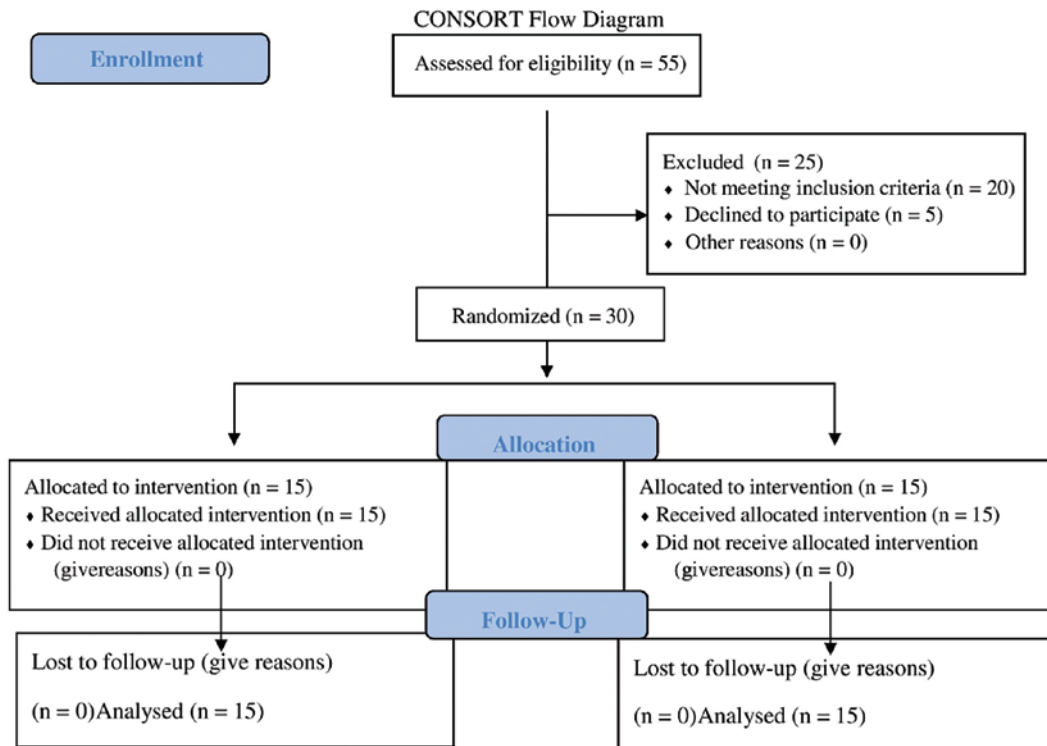 CONSORT Flow Diagram
Enrollment
Assessed for eligibility (n = 55)
Excluded (n = 25)
♦ Not meeting inclusion criteria (n = 20)
♦ Declined to participate (n = 5)
♦ Other reasons (n = 0)
Randomized (n = 30)
Allocation
Allocated to intervention (n = 15)
♦ Received allocated intervention (n = 15)
♦ Did not receive allocated intervention
(givereasons) (n = 0)
Allocated to intervention (n = 15)
♦ Received allocated intervention (n = 15)
♦ Did not receive allocated intervention
(givereasons) (n = 0)
Follow-Up
Lost to follow-up (give reasons)
(n = 0)Analysed (n = 15)
Lost to follow-up (give reasons)
(n = 0)Analysed (n = 15)